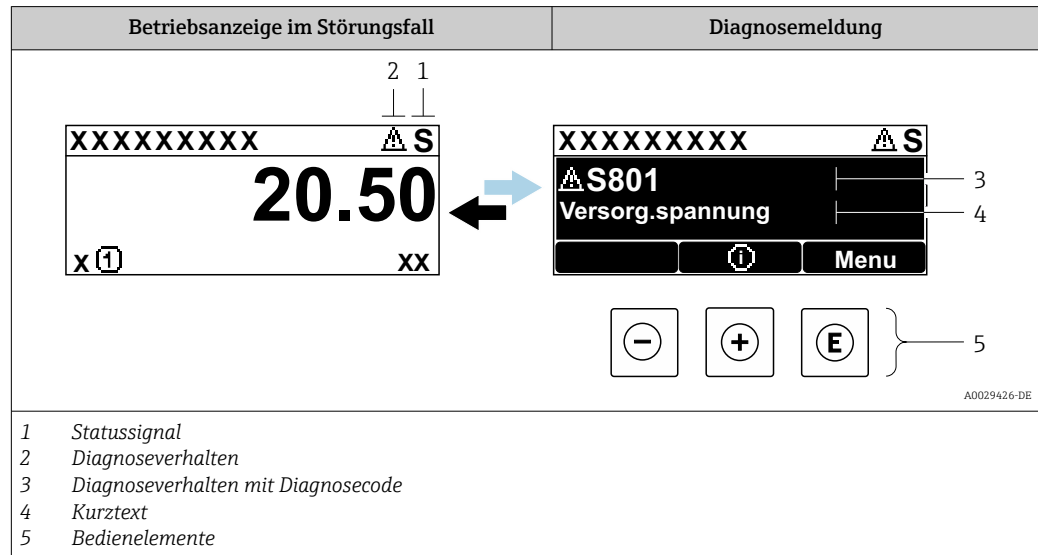 Betriebsanzeige im Störungsfall
Diagnosemeldung
2 1
XXXXXXXXX ⚠ S
20.50
X 1 XX
XXXXXXXXX ⚠ S
⚠S801
Versorg.spannung
i Menu
3
4
- + E
5
A0029426-DE
1 Statussignal
2 Diagnoseverhalten
3 Diagnoseverhalten mit Diagnosecode
4 Kurztext
5 Bedienelemente